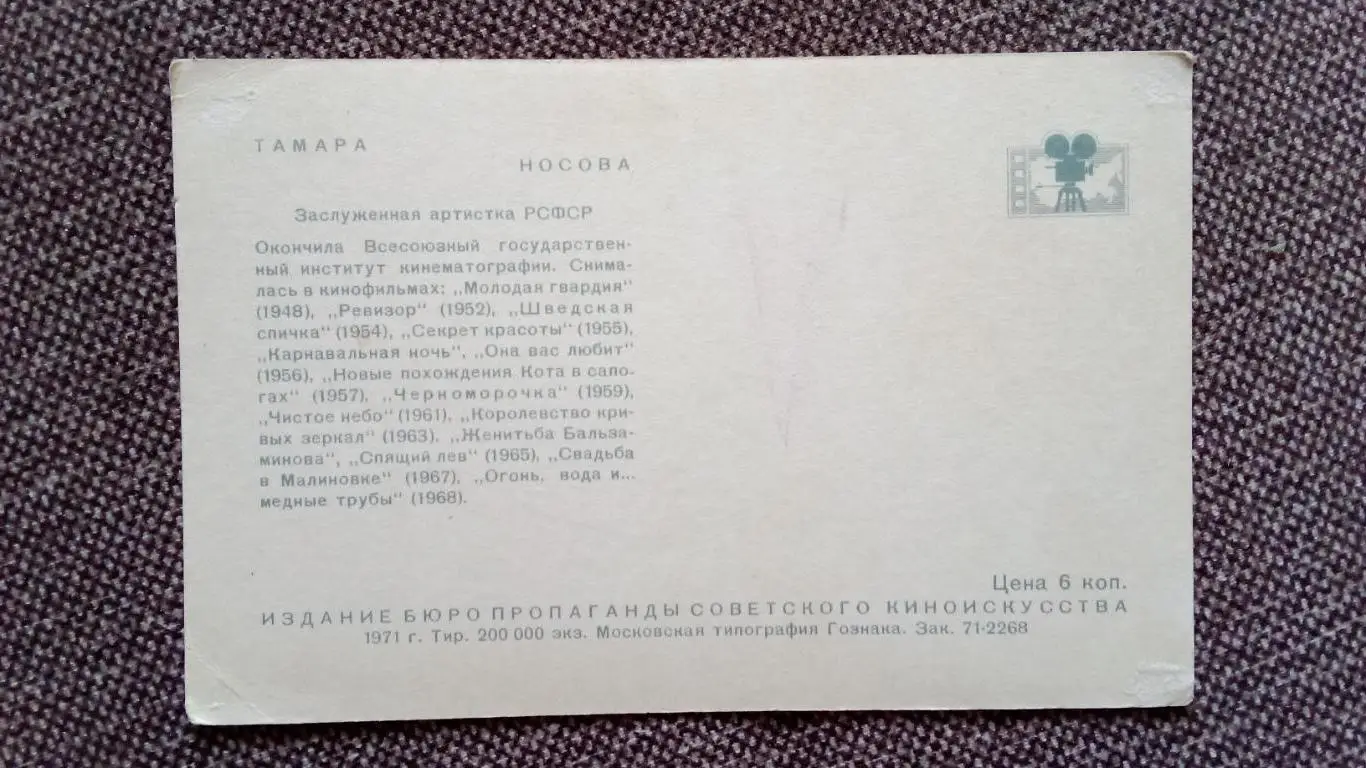 ТАМАРА
НОСОВА
Заслуженная артистка РСФСР
Окончила Всесоюзный государствен-
ный институт кинематографии. Снима-
лась в кинофильмах: „Молодая гвардия"
(1948), „Ревизор" (1952), „Шведская
спичка" (1954), „Секрет красоты" (1955),
„Карнавальная ночь", „Она вас любит"
(1956), „Новые похождения Кота в сапо-
гах" (1957), „Черноморочка" (1959),
„Чистое небо" (1961), „Королевство кри-
вых зеркал" (1963), „Женитьба Бальза-
минова", „Спящий лев" (1965), „Свадьба
в Малиновке" (1967), „Огонь, вода и...
медные трубы" (1968).
Цена 6 коп.
ИЗДАНИЕ БЮРО ПРОПАГАНДЫ СОВЕТСКОГО КИНОИСКУССТВА
1971 г. Тир. 200 000 экз. Московская типография Гознака. Зак. 71-2268